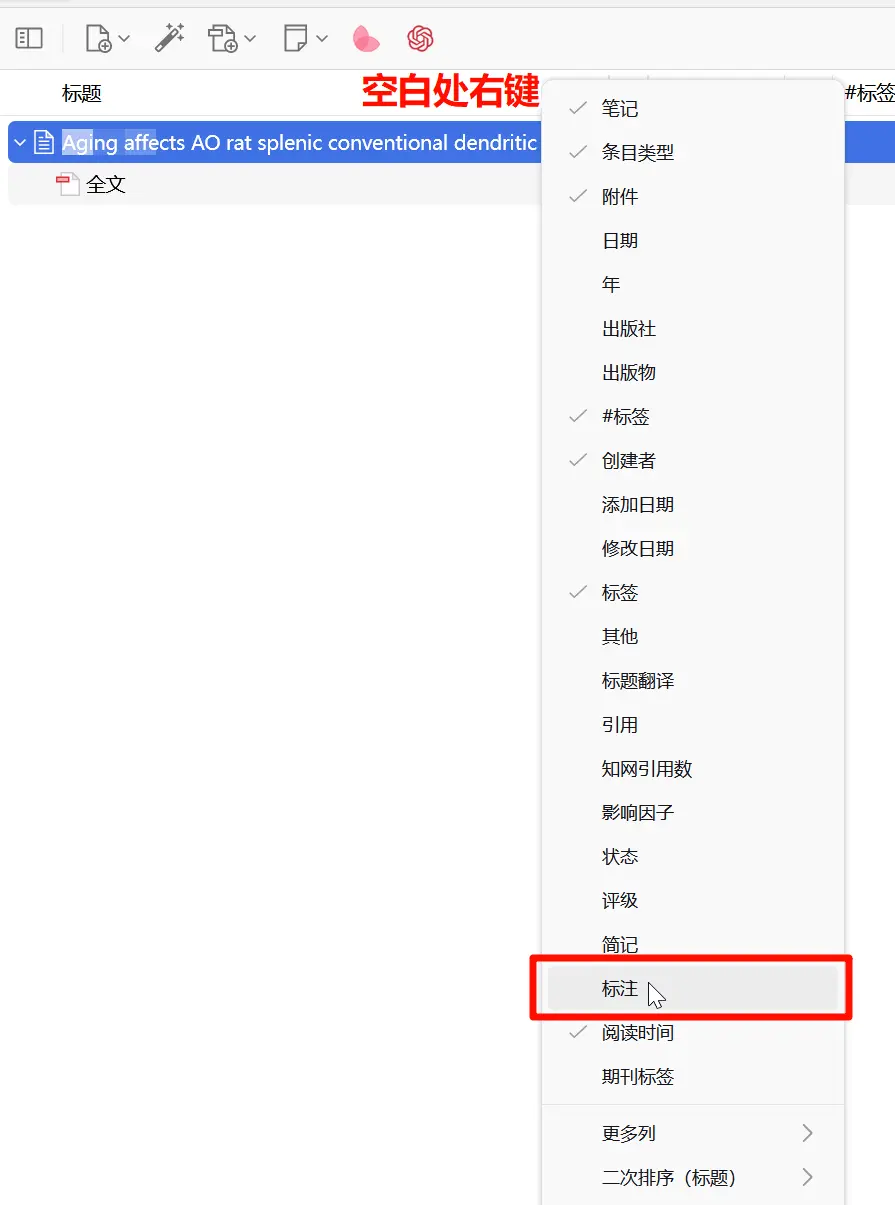 标题
空白处右键
#标签
Aging affects AO rat splenic conventional dendritic
全文
笔记
条目类型
附件
日期
年
出版社
出版物
#标签
创建者
添加日期
修改日期
标签
其他
标题翻译
引用
知网引用数
影响因子
状态
评级
简记
标注
阅读时间
期刊标签
更多列
二次排序（标题）